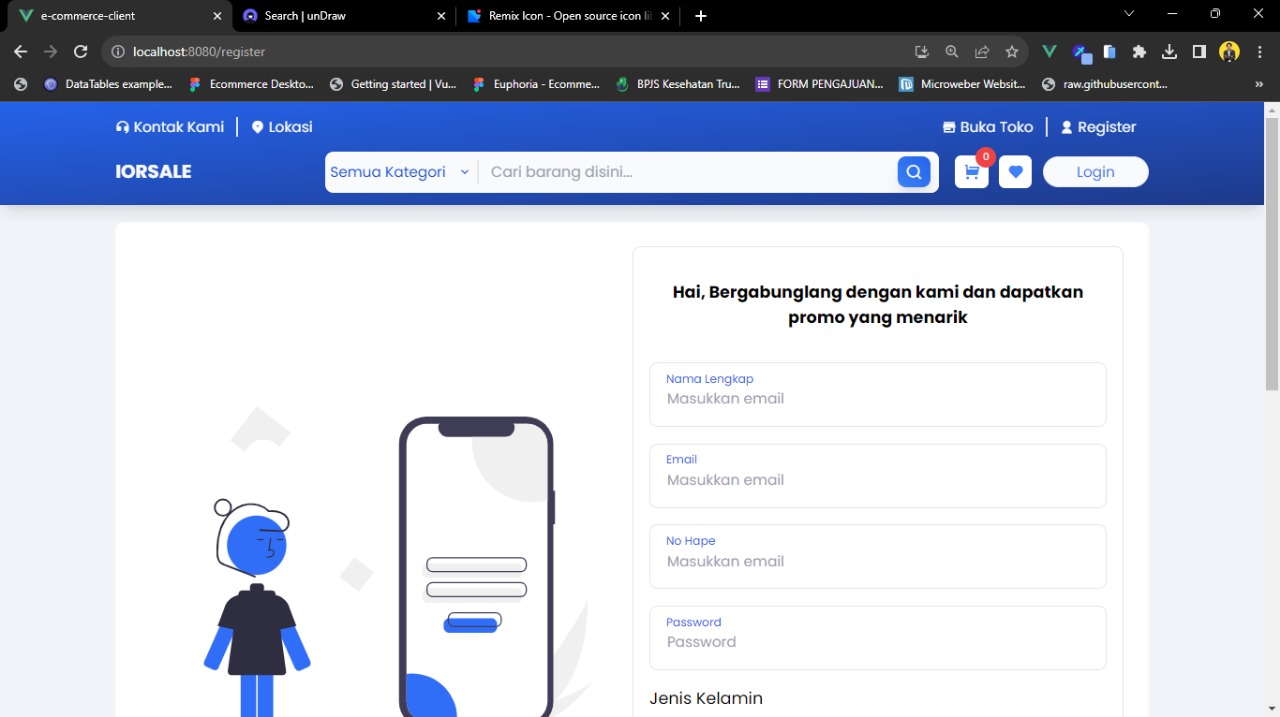 e-commerce-client
Search | unDraw
Remix Icon - Open source icon lib
localhost:8080/register
DataTables example...
Ecommerce Deskto...
Getting started | Vu...
Euphoria - Ecomme...
BPJS Kesehatan Tru...
FORM PENGAJUAN...
Microweber Websit...
raw.githubusercont...
Kontak Kami
Lokasi
Buka Toko
Register
IORSALE
Semua Kategori
Cari barang disini...
0
Login
Hai, Bergabunglang dengan kami dan dapatkan
promo yang menarik
Nama Lengkap
Masukkan email
Email
Masukkan email
No Hape
Masukkan email
Password
Password
Jenis Kelamin